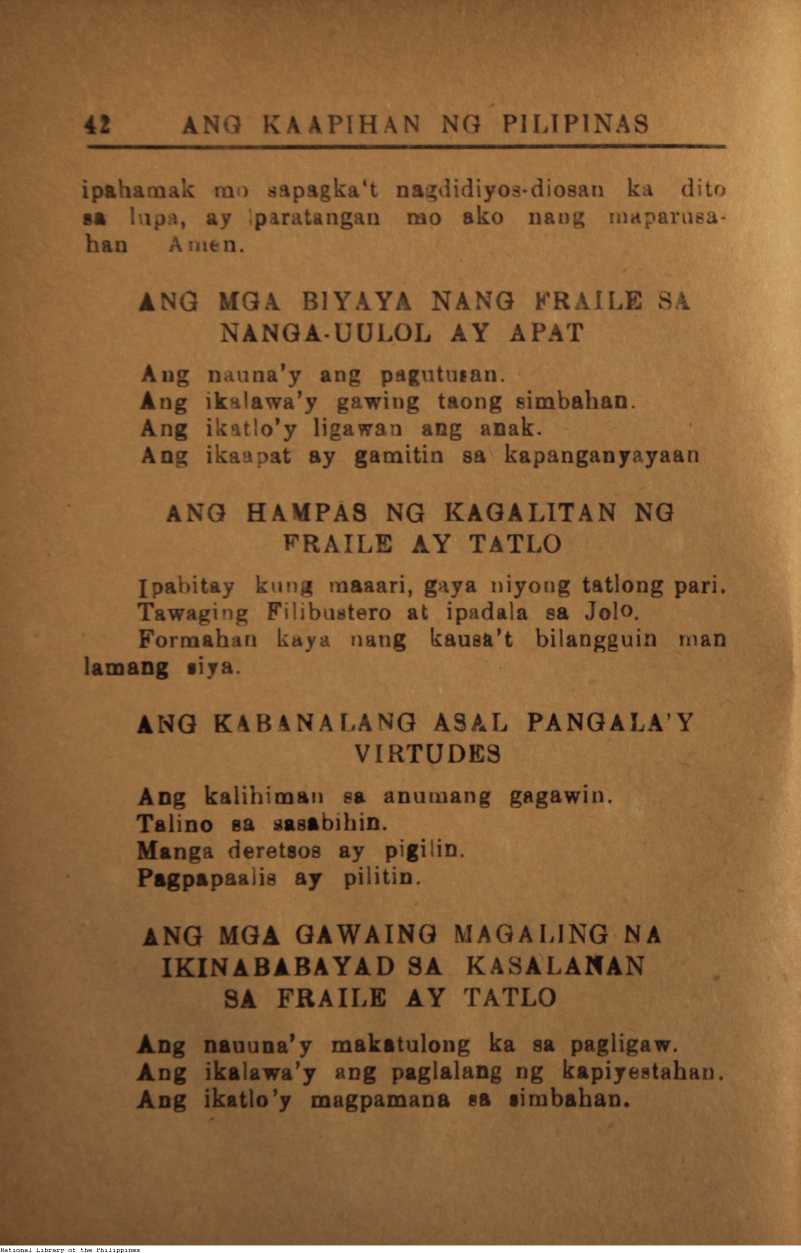 42 ANG KAAPIHAN NG PILIPINAS
ipahamak mo sapagka‘t nagdidiyos-diosan ka dito
sa lupa, ay iparatangan mo ako nang maparusa-
han Amen.
ANG MGA BIYAYA NANG FRAILE SA
NANGA-UULOL AY APAT
Ang nauna’y ang pagutusan.
Ang ikalawa’y gawing taong simbahan.
Ang ikatlo’y ligawan ang anak.
Ang ikaapat ay gamitin sa kapanganyayaan
ANG HAMPAS NG KAGALITAN NG
FRAILE AY TATLO
Ipabitay kung maaari, gaya niyong tatlong pari.
Tawaging Filibustero at ipadala sa Jolo.
Formahan kaya nang kausa’t bilangguin man
lamang siya.
ANG KABANALANG ASAL PANGALA’Y
VIRTUDES
Ang kalihiman sa anumang gagawin.
Talino sa sasabihin.
Manga deretsos ay pigilin.
Pagpapaalis ay pilitin.
ANG MGA GAWAING MAGALING NA
IKINABABAYAD SA KASALANAN
SA FRAILE AY TATLO
Ang nauuna’y makatulong ka sa pagligaw.
Ang ikalawa’y ang paglalang ng kapiyestahan.
Ang ikatlo’y magpamana sa simbahan.
National Library of the Philippines